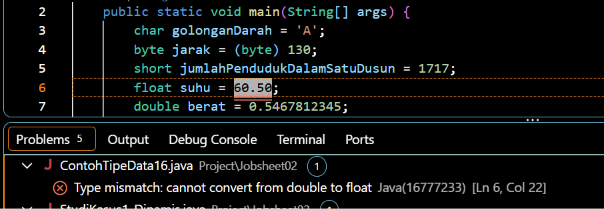 2 public static void main(String[] args) {
3 char golonganDarah = 'A';
4 byte jarak = (byte) 130;
5 short jumlahPendudukDalamSatuDusun = 1717;
6 float suhu = 60.50;
7 double berat = 0.5467812345;
Problems 5 Output Debug Console Terminal Ports
J ContohTipeData16.java Project\Jobsheet02 1
Type mismatch: cannot convert from double to float Java(16777233) [Ln 6, Col 22]